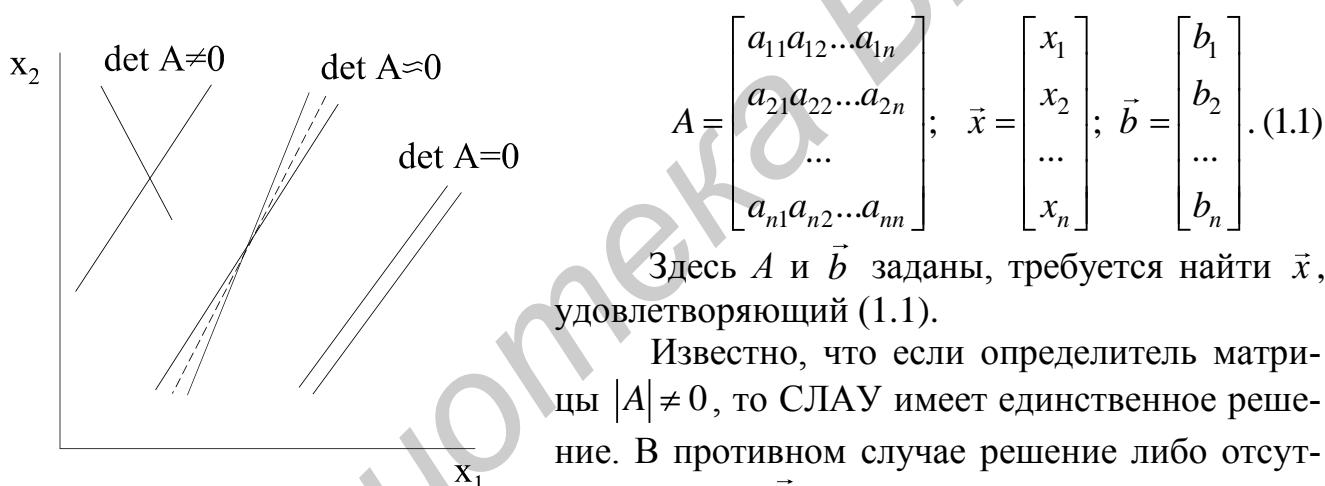 x₂
det A≠0
det A≈0
det A=0
x₁
A = [a₁₁a₁₂...a₁ₙ
a₂₁a₂₂...a₂ₙ
...
aₙ₁aₙ₂...aₙₙ]; x⃗ = [x₁
x₂
...
xₙ]; b⃗ = [b₁
b₂
...
bₙ]. (1.1)
Здесь A и b⃗ заданы, требуется найти x⃗,
удовлетворяющий (1.1).
Известно, что если определитель матри-
цы |A| ≠ 0, то СЛАУ имеет единственное реше-
ние. В противном случае решение либо отсут-